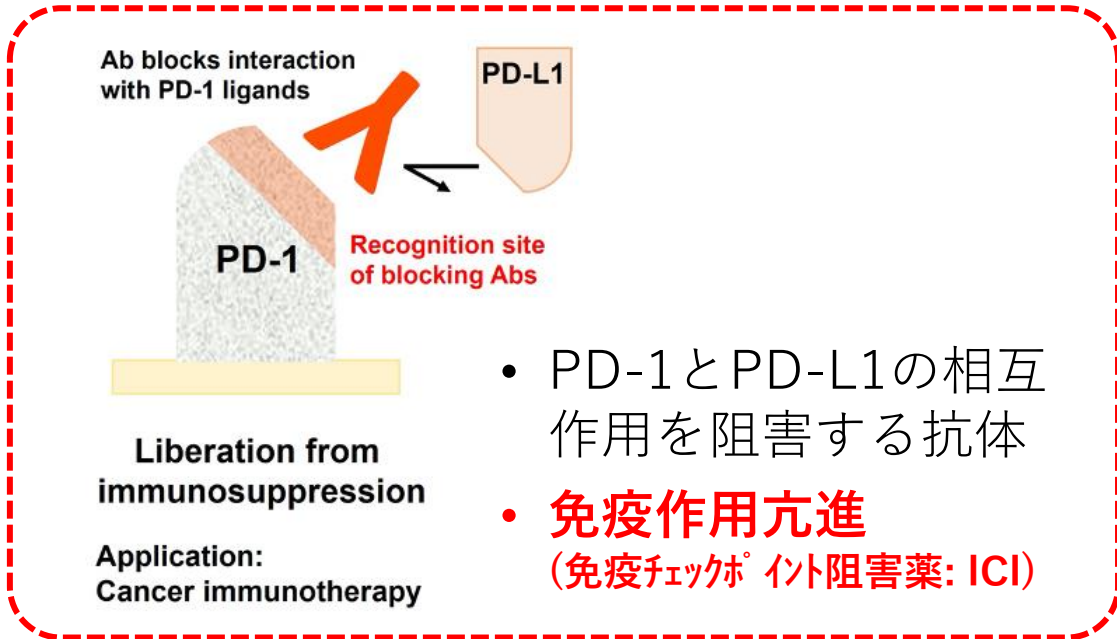 Ab blocks interaction
with PD-1 ligands
PD-L1
PD-1
Recognition site
of blocking Abs
Liberation from
immunosuppression
Application:
Cancer immunotherapy
• PD-1とPD-L1の相互
作用を阻害する抗体
• 免疫作用亢進
(免疫ﾁｪｯｸﾎﾟｲﾝﾄ阻害薬: ICI)